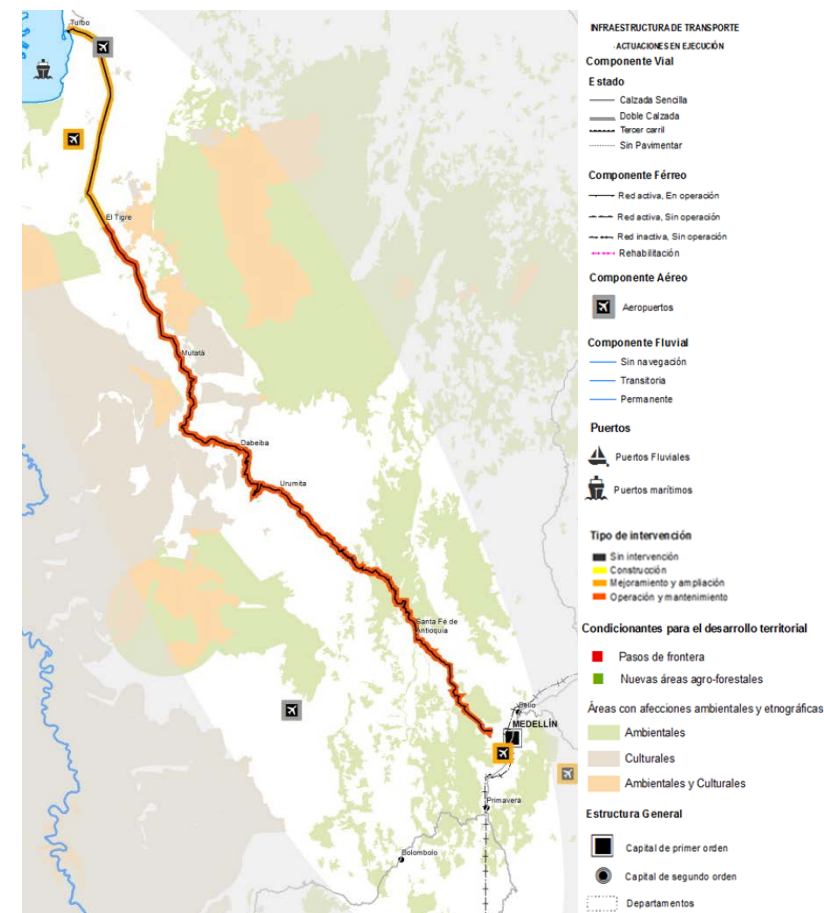 Turbo
El Tigre
Mutatá
Dabeiba
Urumita
Santa Fé de
Antioquia
Bello
MEDELLÍN
Primavera
Bolombolo
INFRAESTRUCTURA DE TRANSPORTE
· ACTUACIONES EN EJECUCIÓN
Componente Vial
Estado
Calzada Sencilla
Doble Calzada
Tercer carril
Sin Pavimentar
Componente Férreo
Red activa, En operación
Red activa, Sin operación
Red inactiva, Sin operación
Rehabilitación
Componente Aéreo
Aeropuertos
Componente Fluvial
Sin navegación
Transitoria
Permanente
Puertos
Puertos Fluviales
Puertos marítimos
Tipo de intervención
Sin intervención
Construcción
Mejoramiento y ampliación
Operación y mantenimiento
Condicionantes para el desarrollo territorial
Pasos de frontera
Nuevas áreas agro-forestales
Áreas con afecciones ambientales y etnográficas
Ambientales
Culturales
Ambientales y Culturales
Estructura General
Capital de primer orden
Capital de segundo orden
Departamentos